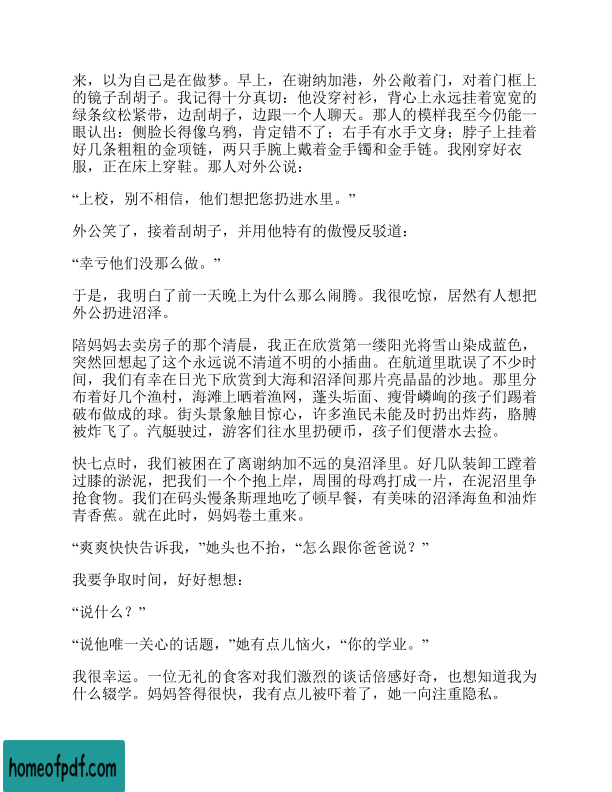 来，以为自己是在做梦。早上，在谢纳加港，外公敞着门，对着门框上
的镜子刮胡子。我记得十分真切：他没穿衬衫，背心上永远挂着宽宽的
绿条纹松紧带，边刮胡子，边跟一个人聊天。那人的模样我至今仍能一
眼认出：侧脸长得像乌鸦，肯定错不了；右手有水手文身；脖子上挂着
好几条粗粗的金项链，两只手腕上戴着金手镯和金手链。我刚穿好衣
服，正在床上穿鞋。那人对外公说：
“上校，别不相信，他们想把您扔进水里。”
外公笑了，接着刮胡子，并用他特有的傲慢反驳道：
“幸亏他们没那么做。”
于是，我明白了前一天晚上为什么那么闹腾。我很吃惊，居然有人想把
外公扔进沼泽。
陪妈妈去卖房子的那个清晨，我正在欣赏第一缕阳光将雪山染成蓝色，
突然回想起了这个永远说不清道不明的小插曲。在航道里耽误了不少时
间，我们有幸在日光下欣赏到大海和沼泽间那片亮晶晶的沙地。那里分
布着好几个渔村，海滩上晒着渔网，蓬头垢面、瘦骨嶙峋的孩子们踢着
破布做成的球。街头景象触目惊心，许多渔民未能及时扔出炸药，胳膊
被炸飞了。汽艇驶过，游客们往水里扔硬币，孩子们便潜水去捡。
快七点时，我们被困在了离谢纳加不远的臭沼泽里。好几队装卸工蹚着
过膝的淤泥，把我们一个个抱上岸，周围的母鸡打成一片，在泥沼里争
抢食物。我们在码头慢条斯理地吃了顿早餐，有美味的沼泽海鱼和油炸
青香蕉。就在此时，妈妈卷土重来。
“爽爽快快告诉我，”她头也不抬，“怎么跟你爸爸说？”
我要争取时间，好好想想：
“说什么？”
“说他唯一关心的话题，”她有点儿恼火，“你的学业。”
我很幸运。一位无礼的食客对我们激烈的谈话倍感好奇，也想知道我为
什么辍学。妈妈答得很快，我有点儿被吓着了，她一向注重隐私。
homeofpdf.com